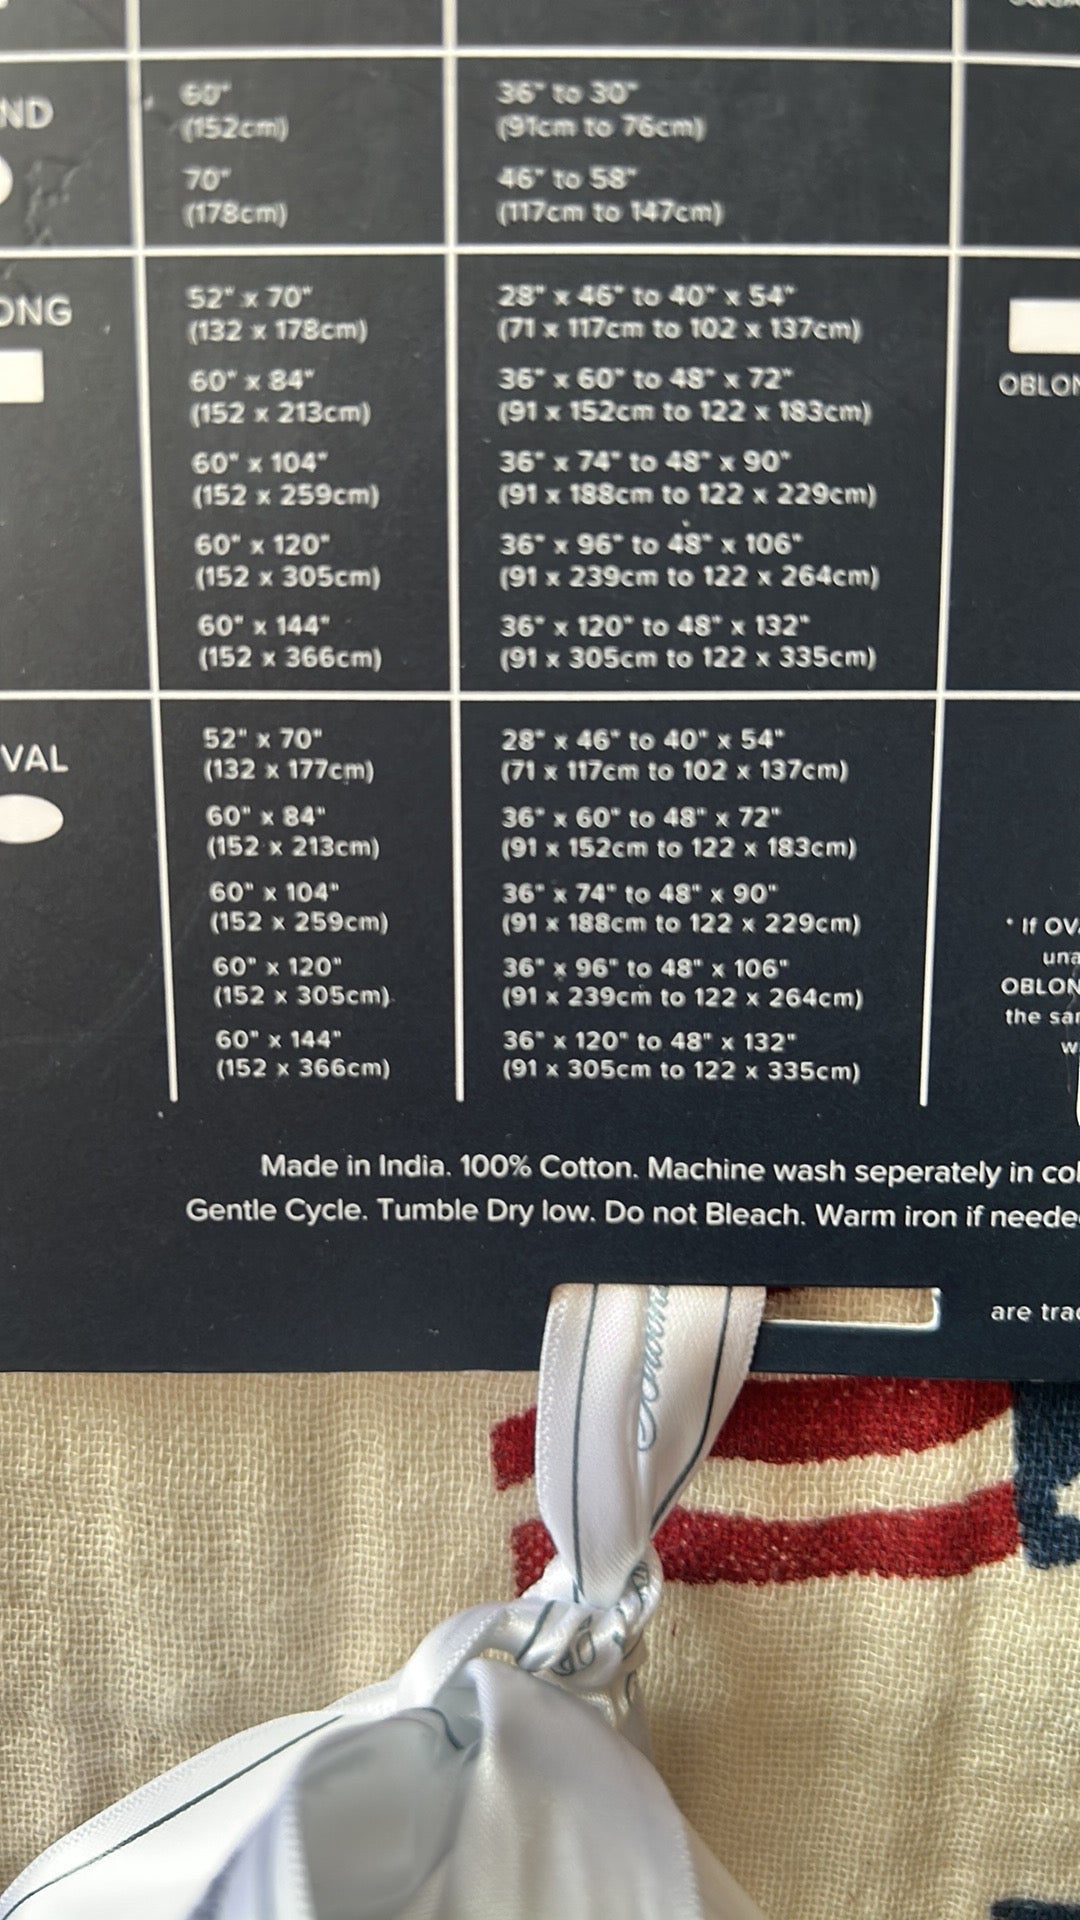 ND
60"
(152cm)
70"
(178cm)
36" to 30"
(91cm to 76cm)
46" to 58"
(117cm to 147cm)
ONG
52" x 70"
(132 x 178cm)
60" x 84"
(152 x 213cm)
60" x 104"
(152 x 259cm)
60" x 120"
(152 x 305cm)
60" x 144"
(152 x 366cm)
28" x 46" to 40" x 54"
(71 x 117cm to 102 x 137cm)
36" x 60" to 48" x 72"
(91 x 152cm to 122 x 183cm)
36" x 74" to 48" x 90"
(91 x 188cm to 122 x 229cm)
36" x 96" to 48" x 106"
(91 x 239cm to 122 x 264cm)
36" x 120" to 48" x 132"
(91 x 305cm to 122 x 335cm)
OBLON
VAL
52" x 70"
(132 x 177cm)
60" x 84"
(152 x 213cm)
60" x 104"
(152 x 259cm)
60" x 120"
(152 x 305cm)
60" x 144"
(152 x 366cm)
28" x 46" to 40" x 54"
(71 x 117cm to 102 x 137cm)
36" x 60" to 48" x 72"
(91 x 152cm to 122 x 183cm)
36" x 74" to 48" x 90"
(91 x 188cm to 122 x 229cm)
36" x 96" to 48" x 106"
(91 x 239cm to 122 x 264cm)
36" x 120" to 48" x 132"
(91 x 305cm to 122 x 335cm)
* If OV
una
OBLON
the sa
w
Made in India. 100% Cotton. Machine wash seperately in co
Gentle Cycle. Tumble Dry low. Do not Bleach. Warm iron if neede
are trad